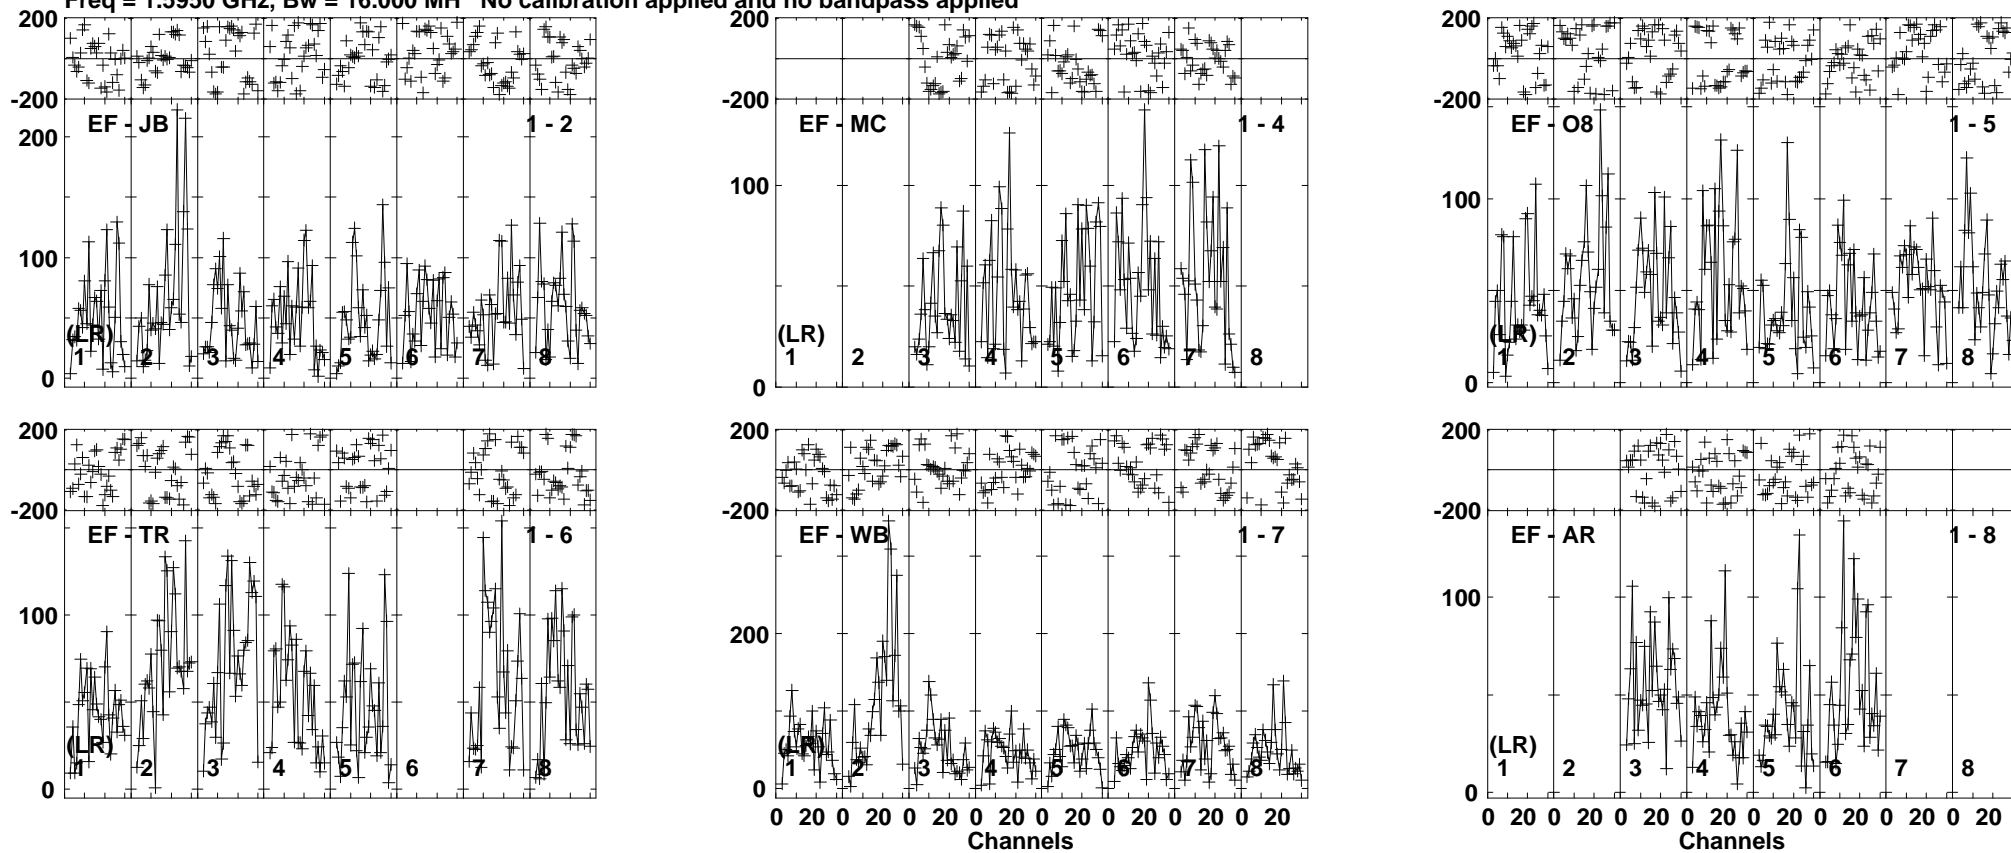 Freq = 1.5950 GHz, Bw = 16.000 MH No calibration applied and no bandpass applied
200 200 200
-200 -200 -200
EF - JB 1 - 2 EF - MC 1 - 4 EF - O8 1 - 5
200
100 100 100
(LR) (LR) (LR)
1 2 3 4 5 6 7 8 1 2 3 4 5 6 7 8 1 2 3 4 5 6 7 8
0 0 0
200 200 200
-200 -200 -200
EF - TR 1 - 6 EF - WB 1 - 7 EF - AR 1 - 8
100 200 100
(LR) (LR) (LR)
1 2 3 4 5 6 7 8 1 2 3 4 5 6 7 8 1 2 3 4 5 6 7 8
0 0 0
0 20 0 20 0 20 0 20 0 20 0 20 0 20 0 20 0 20 0 20 0 20 0 20 0 20 0 20 0 20 0 20
Channels Channels